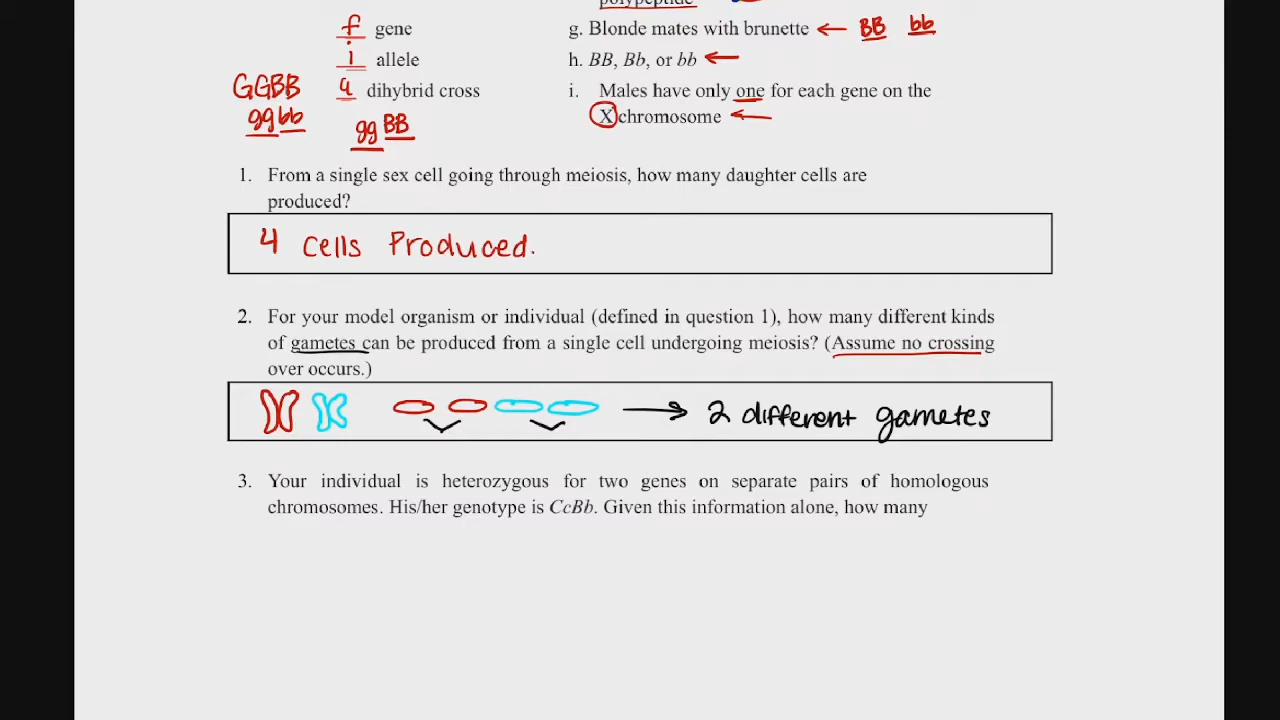 polypeptide
f gene
g. Blonde mates with brunette ← BB bb
i allele
h. BB, Bb, or bb ←
GGBB
a dihybrid cross
i. Males have only one for each gene on the
ggbb
ggBB
X chromosome ←
1. From a single sex cell going through meiosis, how many daughter cells are
produced?
4 Cells Produced.
2. For your model organism or individual (defined in question 1), how many different kinds
of gametes can be produced from a single cell undergoing meiosis? (Assume no crossing
over occurs.)
→ 2 different gametes
3. Your individual is heterozygous for two genes on separate pairs of homologous
chromosomes. His/her genotype is CcBb. Given this information alone, how many